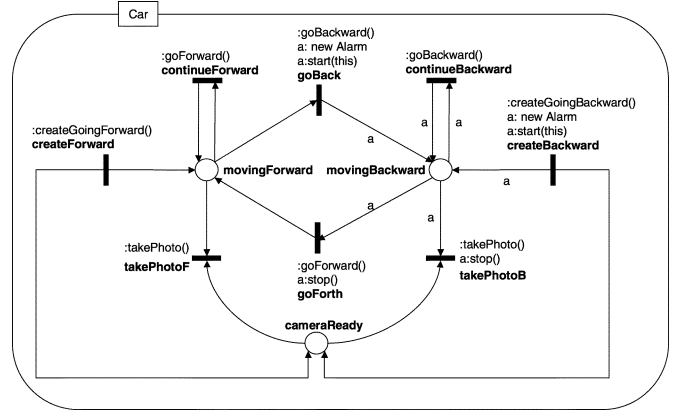 Car
:goForward()
continueForward
:goBackward()
a: new Alarm
a:start(this)
goBack
:goBackward()
continueBackward
:createGoingForward()
createForward
:createGoingBackward()
a: new Alarm
a:start(this)
createBackward
a
a
a
movingForward
movingBackward
a
a
a
:takePhoto()
takePhotoF
:goForward()
a:stop()
goForth
:takePhoto()
a:stop()
takePhotoB
cameraReady